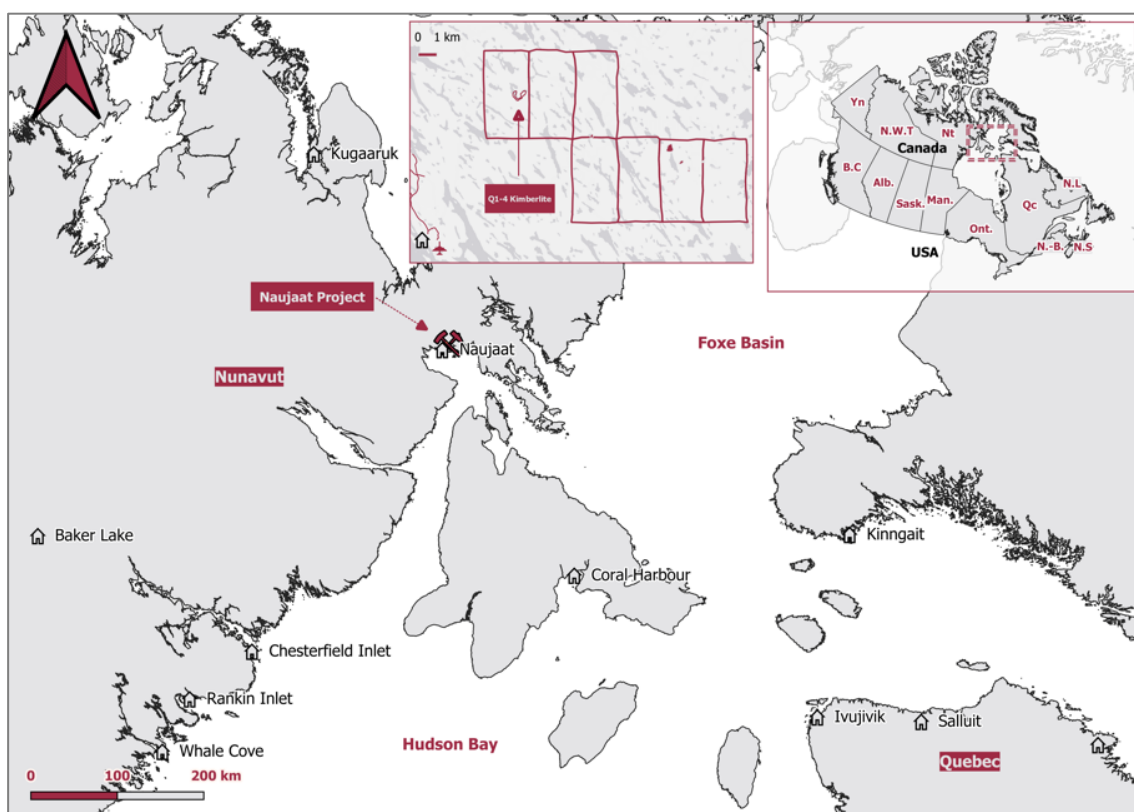 0 1 km
Q1-4 Kimberlite
Yn
N.W.T
Nt
Canada
B.C
Alb.
Sask.
Man.
Ont.
Qc
N.L
N.-B.
N.S
USA
Kugaaruk
Naujaat Project
Naujaat
Foxe Basin
Nunavut
Baker Lake
Kinngait
Coral Harbour
Chesterfield Inlet
Rankin Inlet
Ivujivik
Salluit
Whale Cove
Hudson Bay
Quebec
0 100 200 km